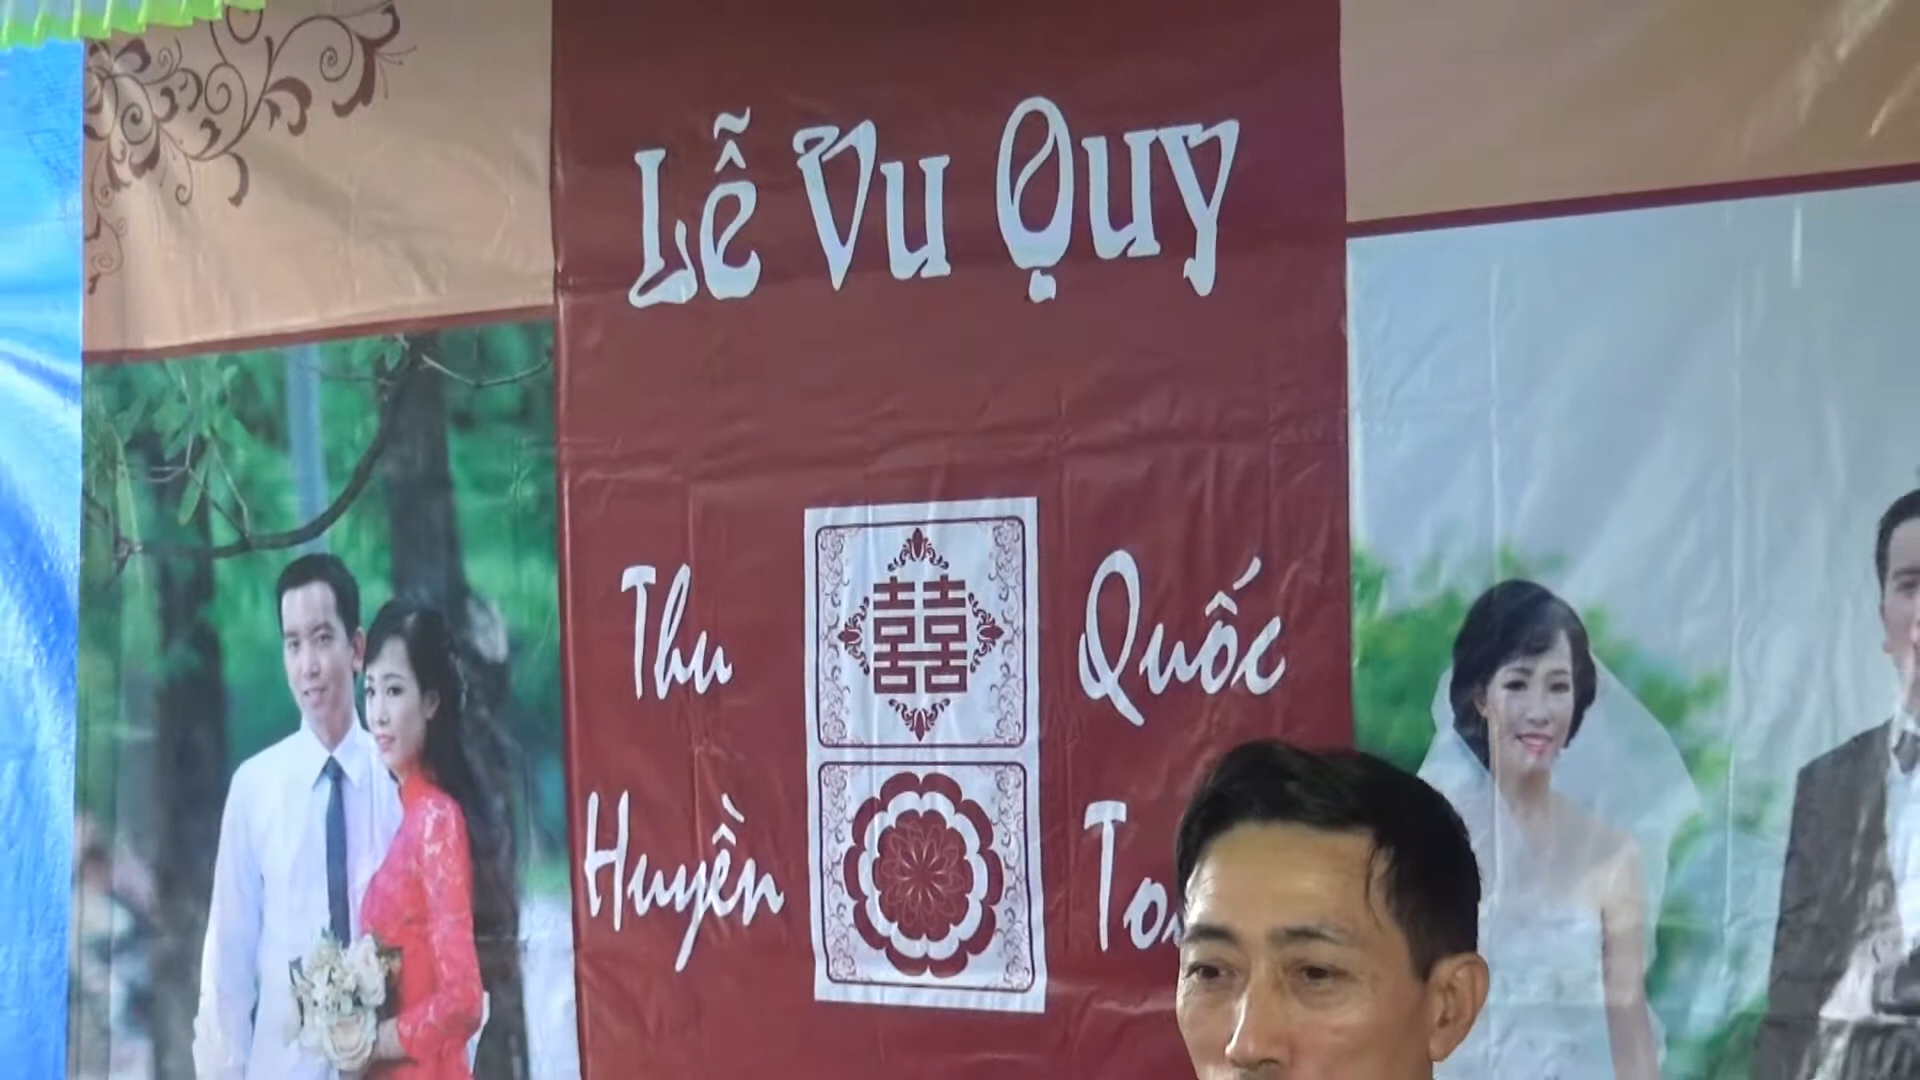 Lễ Vu Quy
Thu
囍
Quốc
Huyền